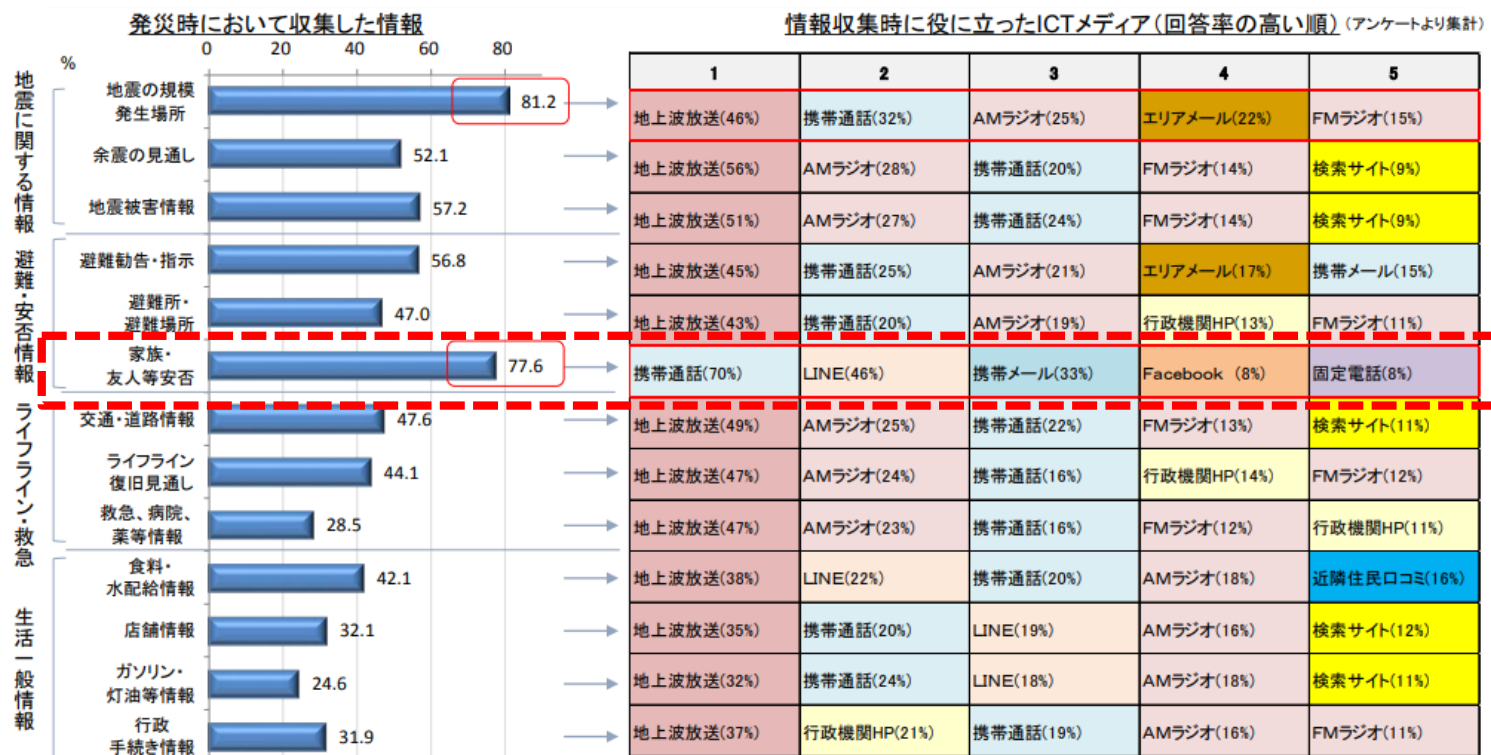 発災時において収集した情報
情報収集時に役に立ったICTメディア(回答率の高い順)(アンケートより集計)
%
0 20 40 60 80
1 2 3 4 5
地震に関する情報
地震の規模
発生場所
81.2
地上波放送(46%) 携帯通話(32%) AMラジオ(25%) エリアメール(22%) FMラジオ(15%)
余震の見通し 52.1 地上波放送(56%) AMラジオ(28%) 携帯通話(20%) FMラジオ(14%) 検索サイト(9%)
地震被害情報 57.2 地上波放送(51%) AMラジオ(27%) 携帯通話(24%) FMラジオ(14%) 検索サイト(9%)
避難・安否情報
避難勧告・指示 56.8 地上波放送(45%) 携帯通話(25%) AMラジオ(21%) エリアメール(17%) 携帯メール(15%)
避難所・
避難場所
47.0
地上波放送(43%) 携帯通話(20%) AMラジオ(19%) 行政機関HP(13%) FMラジオ(11%)
家族・
友人等安否
77.6
携帯通話(70%) LINE(46%) 携帯メール(33%) Facebook (8%) 固定電話(8%)
ライフライン・救急
交通・道路情報 47.6 地上波放送(49%) AMラジオ(25%) 携帯通話(22%) FMラジオ(13%) 検索サイト(11%)
ライフライン
復旧見通し
44.1
地上波放送(47%) AMラジオ(24%) 携帯通話(16%) 行政機関HP(14%) FMラジオ(12%)
救急、病院、
薬等情報
28.5
地上波放送(47%) AMラジオ(23%) 携帯通話(16%) FMラジオ(12%) 行政機関HP(11%)
生活一般情報
食料・
水配給情報
42.1
地上波放送(38%) LINE(22%) 携帯通話(20%) AMラジオ(18%) 近隣住民口コミ(16%)
店舗情報 32.1 地上波放送(35%) 携帯通話(20%) LINE(19%) AMラジオ(16%) 検索サイト(12%)
ガソリン・
灯油等情報
24.6
地上波放送(32%) 携帯通話(24%) LINE(18%) AMラジオ(18%) 検索サイト(11%)
行政
手続き情報
31.9
地上波放送(37%) 行政機関HP(21%) 携帯通話(19%) AMラジオ(16%) FMラジオ(11%)